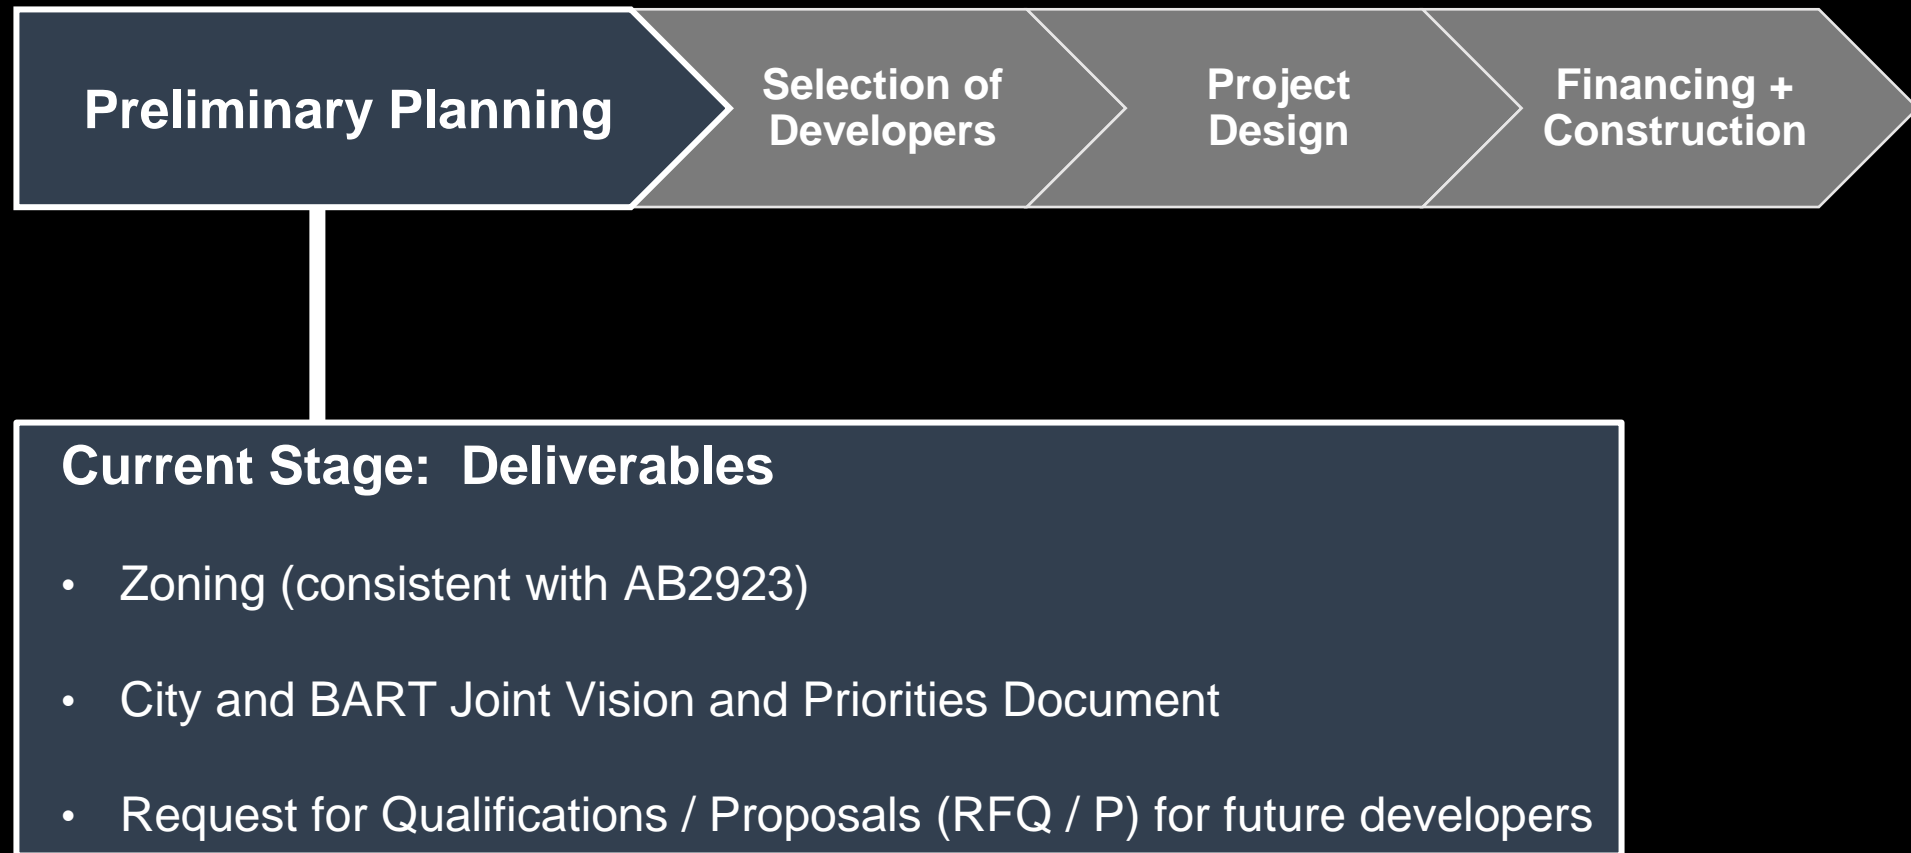 Preliminary Planning
Selection of
Developers
Project
Design
Financing +
Construction
Current Stage:  Deliverables
• Zoning (consistent with AB2923)
• City and BART Joint Vision and Priorities Document
• Request for Qualifications / Proposals (RFQ / P) for future developers